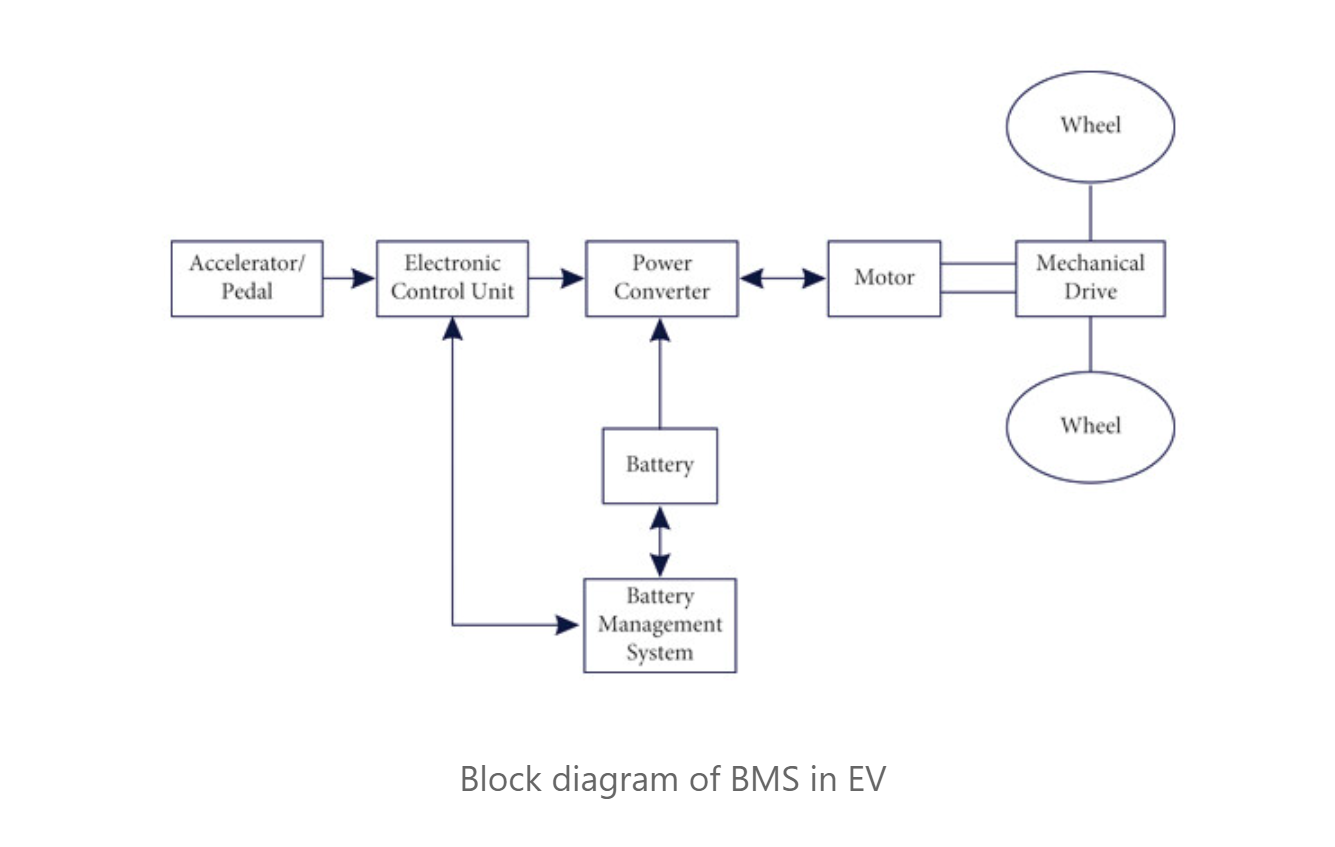 Wheel
Accelerator/
Pedal
Electronic
Control Unit
Power
Converter
Motor
Mechanical
Drive
Wheel
Battery
Battery
Management
System
Block diagram of BMS in EV